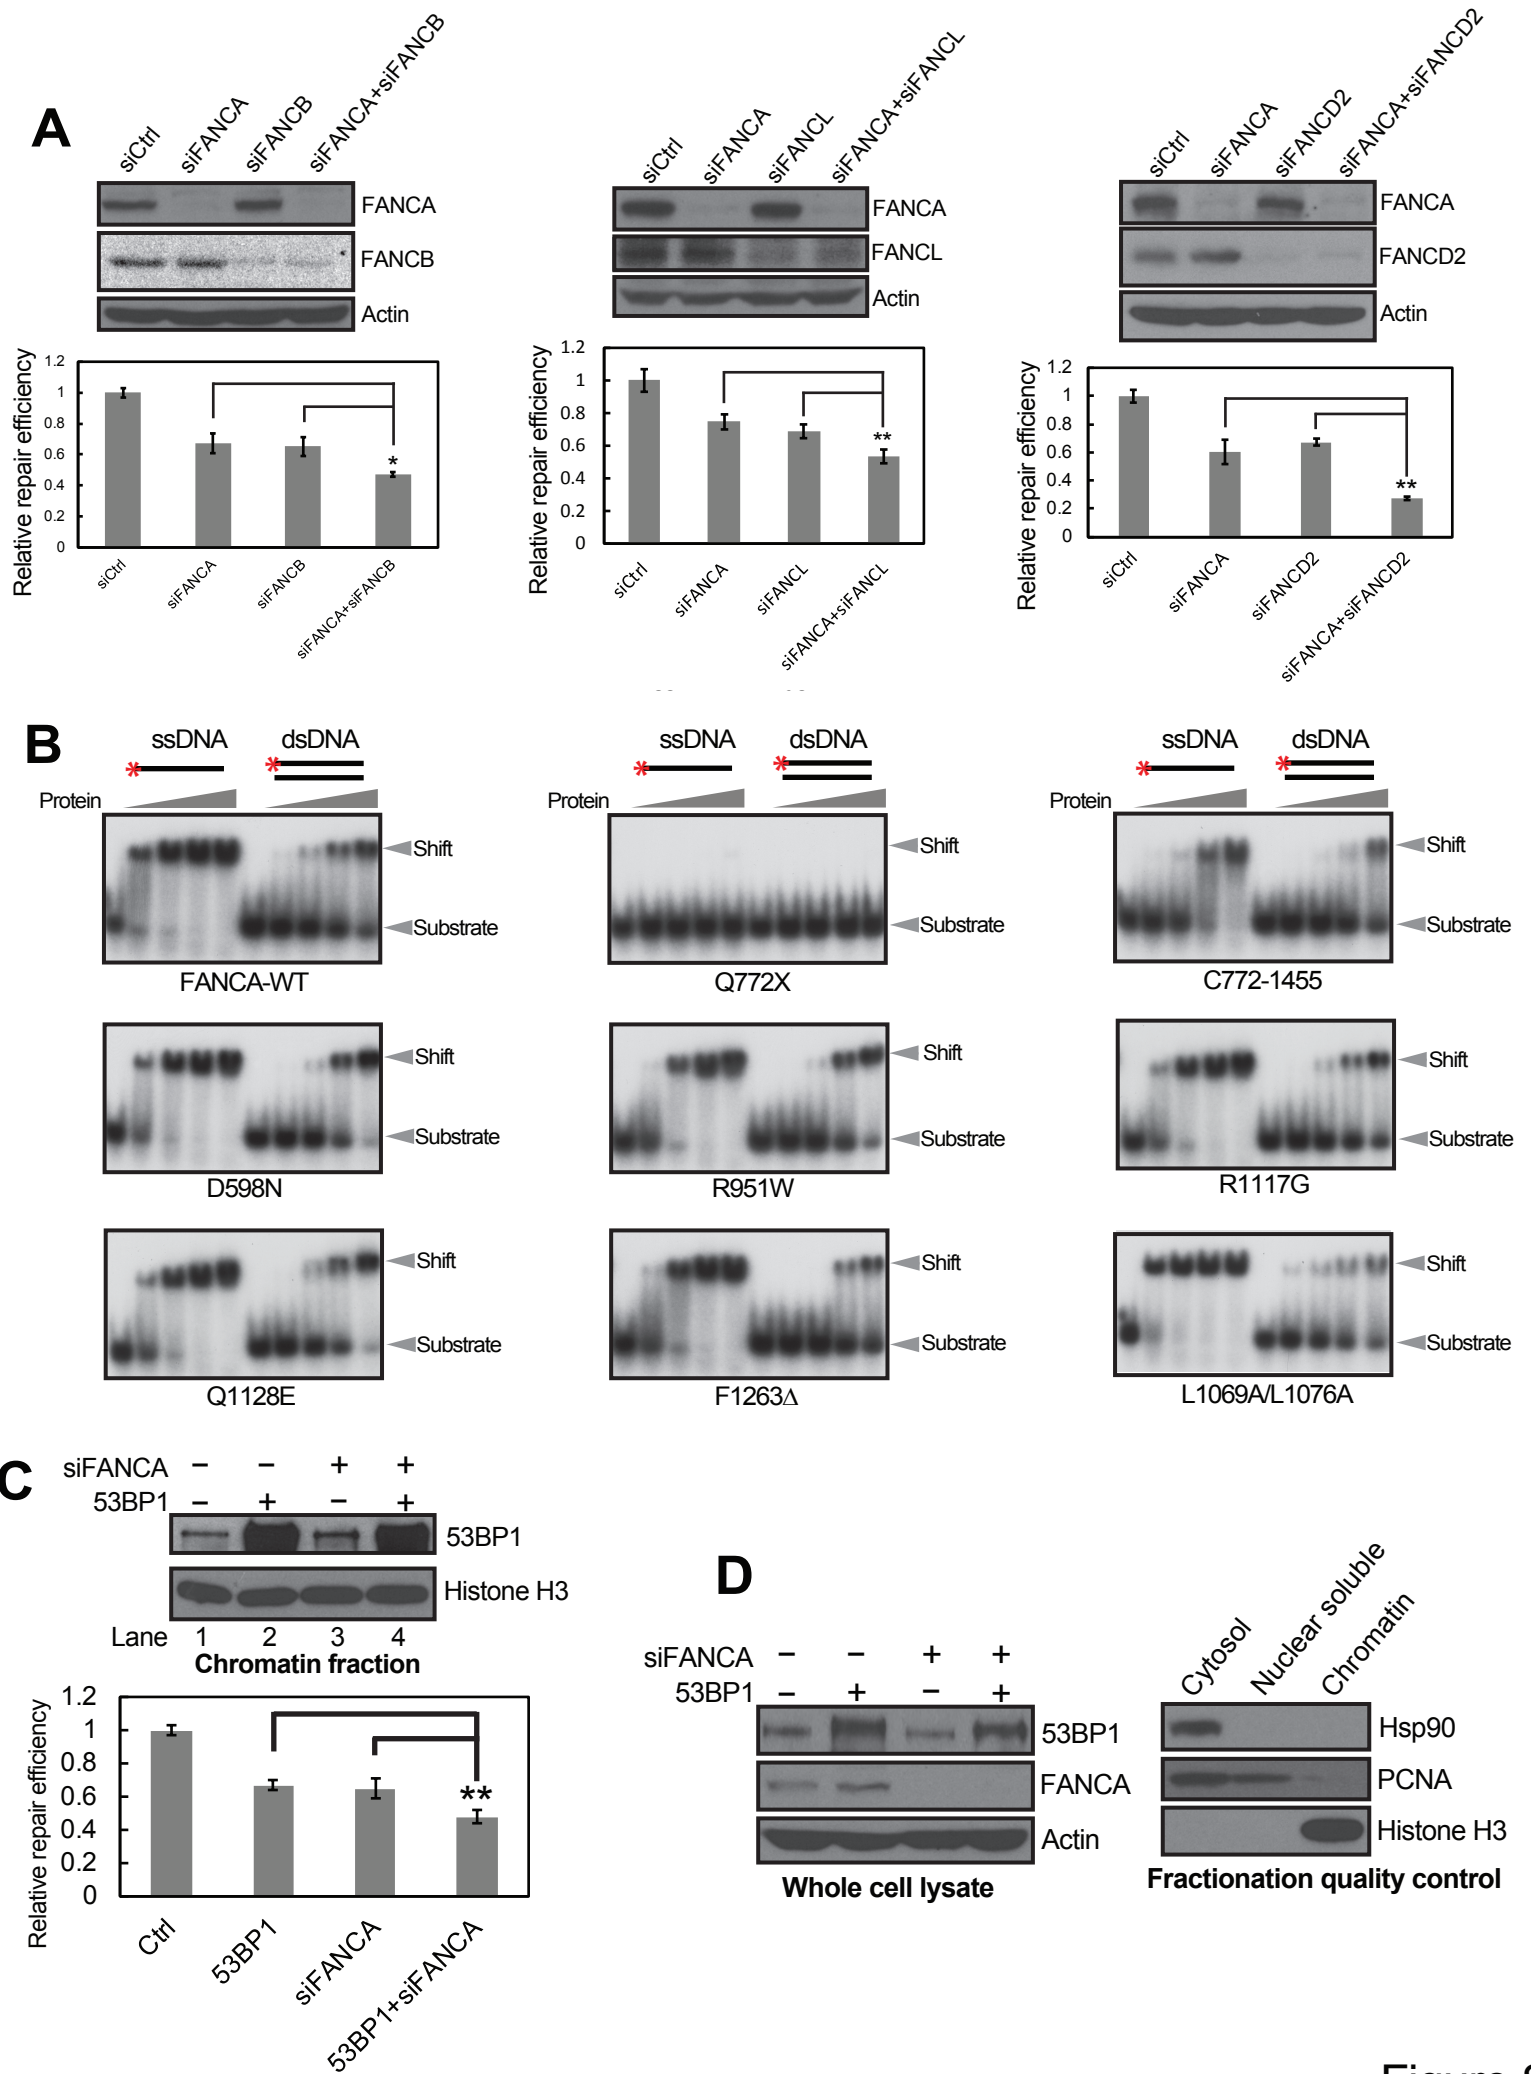 A
siCtrl siFANCA siFANCB siFANCA+siFANCB
FANCA
FANCB
Actin
Relative repair efficiency
1.2
1
0.8
0.6
0.4
0.2
0
*
siCtrl siFANCA siFANCB siFANCA+siFANCB
siCtrl siFANCA siFANCL siFANCA+siFANCL
FANCA
FANCL
Actin
Relative repair efficiency
1.2
1
0.8
0.6
0.4
0.2
0
**
siCtrl siFANCA siFANCL siFANCA+siFANCL
siCtrl siFANCA siFANCD2 siFANCA+siFANCD2
FANCA
FANCD2
Actin
Relative repair efficiency
1.2
1
0.8
0.6
0.4
0.2
0
**
siCtrl siFANCA siFANCD2 siFANCA+siFANCD2
B
ssDNA dsDNA
* *
Protein
Shift
Substrate
FANCA-WT
ssDNA dsDNA
* *
Protein
Shift
Substrate
Q772X
ssDNA dsDNA
* *
Protein
Shift
Substrate
C772-1455
Shift
Substrate
D598N
Shift
Substrate
R951W
Shift
Substrate
R1117G
Shift
Substrate
Q1128E
Shift
Substrate
F1263Δ
Shift
Substrate
L1069A/L1076A
C
siFANCA − − + +
53BP1 − + − +
53BP1
Histone H3
Lane 1 2 3 4
Chromatin fraction
Relative repair efficiency
1.2
1
0.8
0.6
0.4
0.2
0
**
Ctrl 53BP1 siFANCA 53BP1+siFANCA
D
siFANCA − − + +
53BP1 − + − +
53BP1
FANCA
Actin
Whole cell lysate
Cytosol Nuclear soluble Chromatin
Hsp90
PCNA
Histone H3
Fractionation quality control